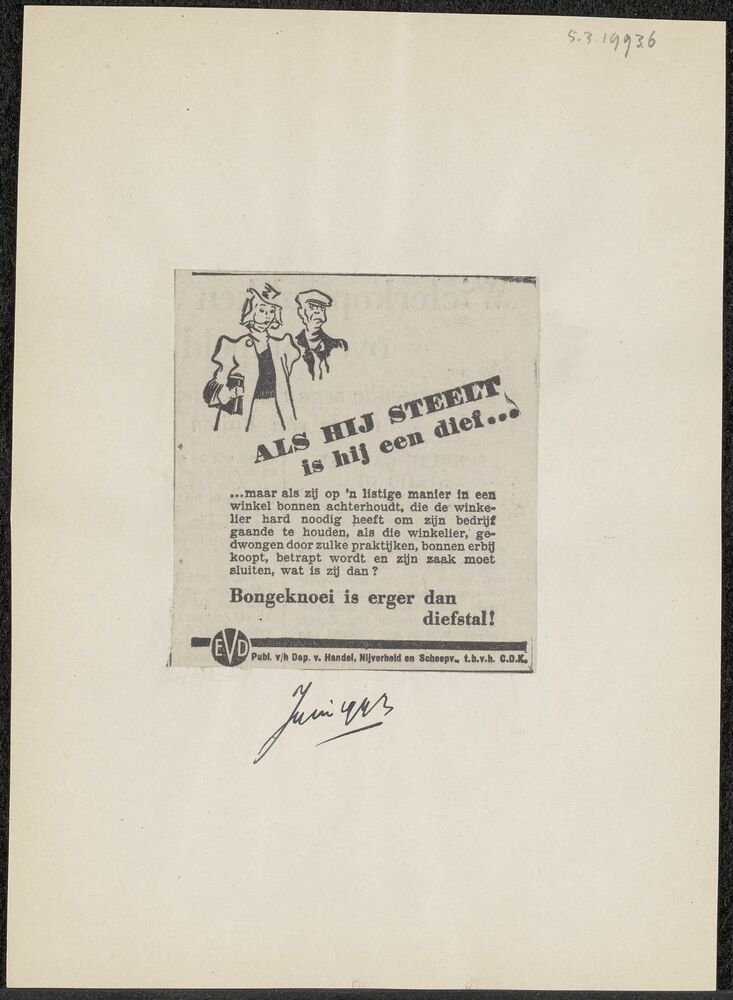 5.3.19936
ALS HIJ STEELT
is hij een dief...
...maar als zij op 'n listige manier in een
winkel bonnen achterhoudt, die de winke-
lier hard noodig heeft om zijn bedrijf
gaande te houden, als die winkelier, ge-
dwongen door zulke praktijken, bonnen erbij
koopt, betrapt wordt en zijn zaak moet
sluiten, wat is zij dan?
Bongeknoei is erger dan
diefstal!
EVD
Publ. v/h Dep. v. Handel, Nijverheid en Scheepv., t.b.v.h. C.D.K.
Juni 1943